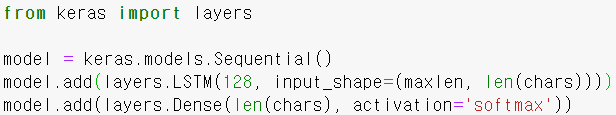 from keras import layers
model = keras.models.Sequential()
model.add(layers.LSTM(128, input_shape=(maxlen, len(chars))))
model.add(layers.Dense(len(chars), activation='softmax'))